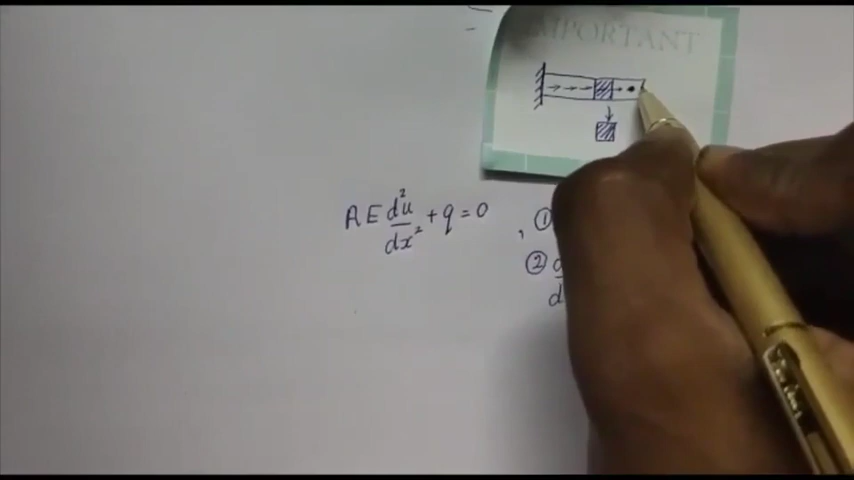 IMPORTANT
AE d²u/dx² + q = 0 , ①
② d